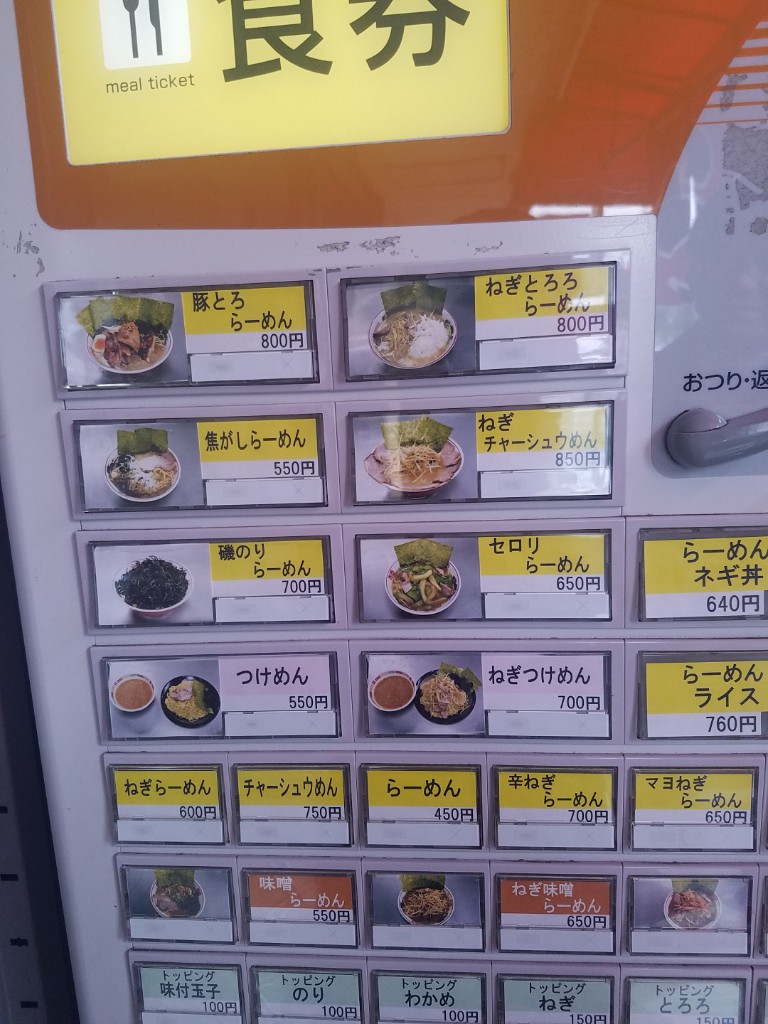 食券
meal ticket
おつり・返
豚とろ
らーめん
800円
ねぎとろろ
らーめん
800円
焦がしらーめん
550円
ねぎ
チャーシュウめん
850円
磯のり
らーめん
700円
セロリ
らーめん
650円
らーめん
ネギ丼
640円
つけめん
550円
ねぎつけめん
700円
らーめん
ライス
760円
ねぎらーめん
600円
チャーシュウめん
750円
らーめん
450円
辛ねぎ
らーめん
700円
マヨねぎ
らーめん
650円
味噌
らーめん
550円
ねぎ味噌
らーめん
650円
トッピング
味付玉子
100円
トッピング
のり
100円
トッピング
わかめ
100円
トッピング
ねぎ
150円
トッピング
とろろ
150円